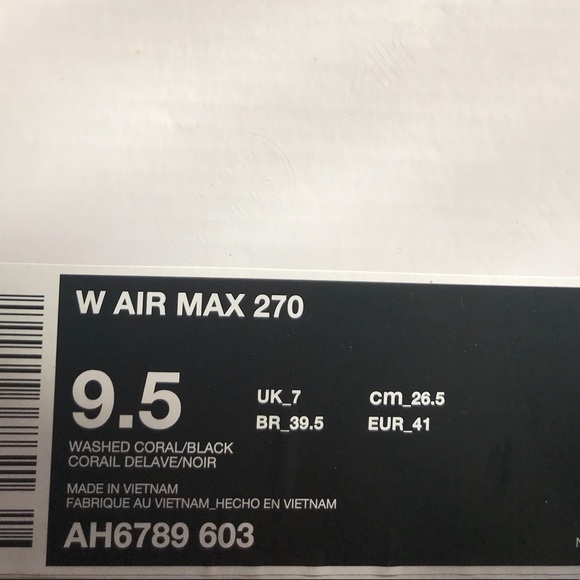 W AIR MAX 270
9.5
UK_7 cm_26.5
BR_39.5 EUR_41
WASHED CORAL/BLACK
CORAIL DELAVE/NOIR
MADE IN VIETNAM
FABRIQUE AU VIETNAM_HECHO EN VIETNAM
AH6789 603